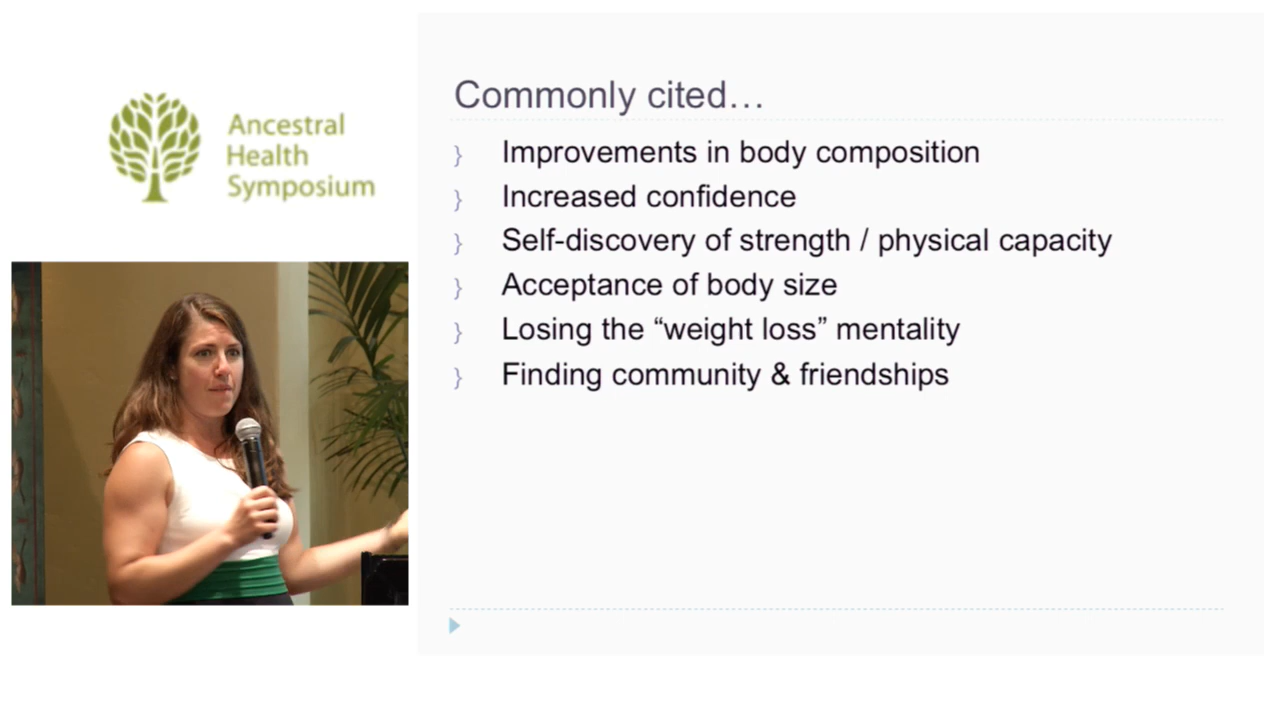 Ancestral
Health
Symposium
Commonly cited…
} Improvements in body composition
} Increased confidence
} Self-discovery of strength / physical capacity
} Acceptance of body size
} Losing the “weight loss” mentality
} Finding community & friendships